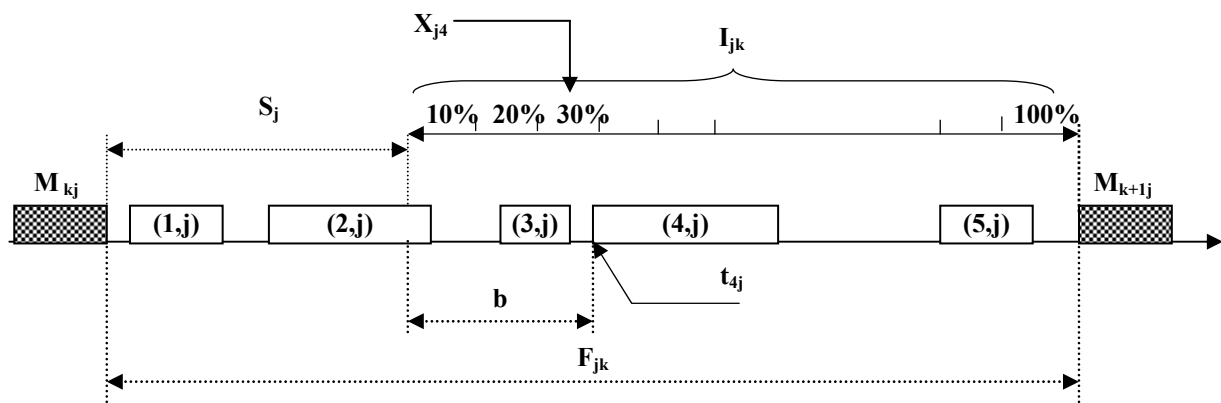 X_j4
I_jk
S_j
10% 20% 30% 100%
M_kj
M_k+1j
(1,j) (2,j) (3,j) (4,j) (5,j)
t_4j
b
F_jk